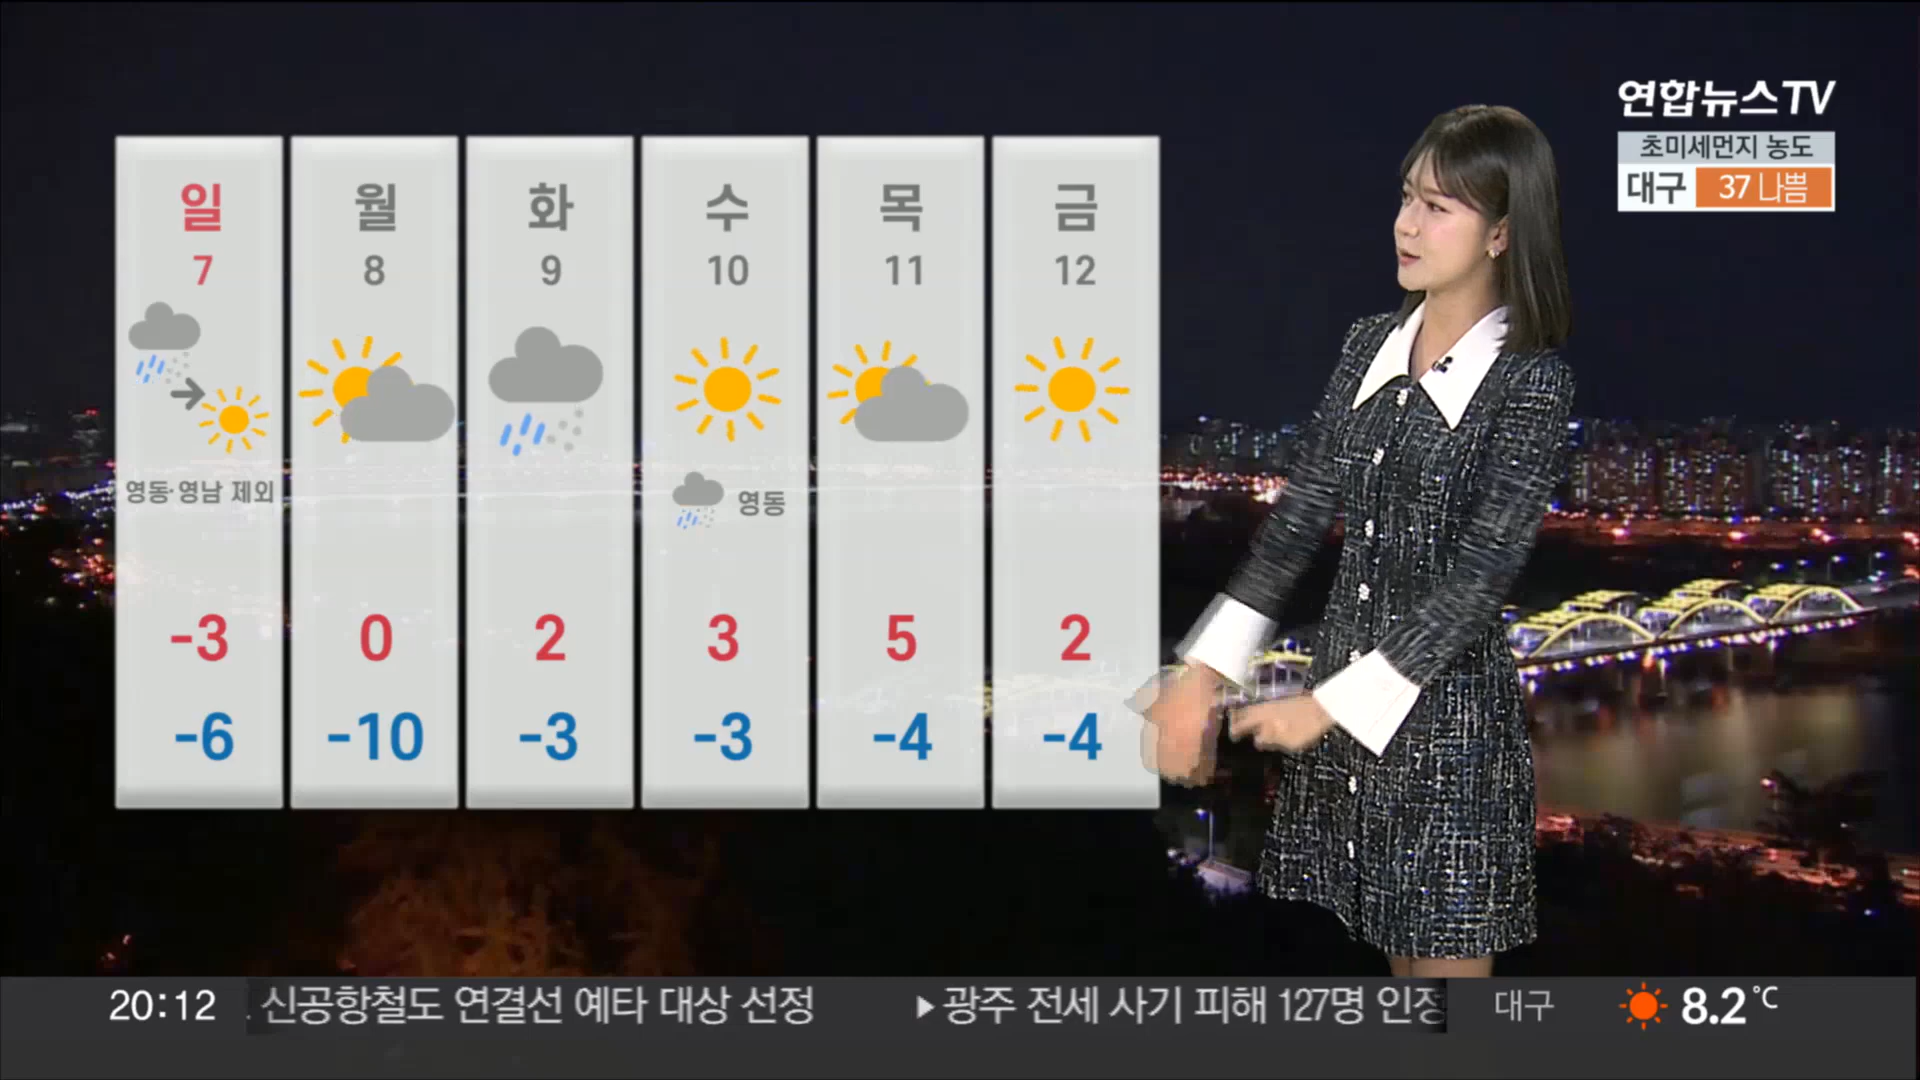 연합뉴스TV
초미세먼지 농도
대구 37 나쁨
일 월 화 수 목 금
7 8 9 10 11 12
영동·영남 제외
영동
-3 0 2 3 5 2
-6 -10 -3 -3 -4 -4
20:12 신공항철도 연결선 예타 대상 선정 ▶광주 전세 사기 피해 127명 인정 대구 8.2℃